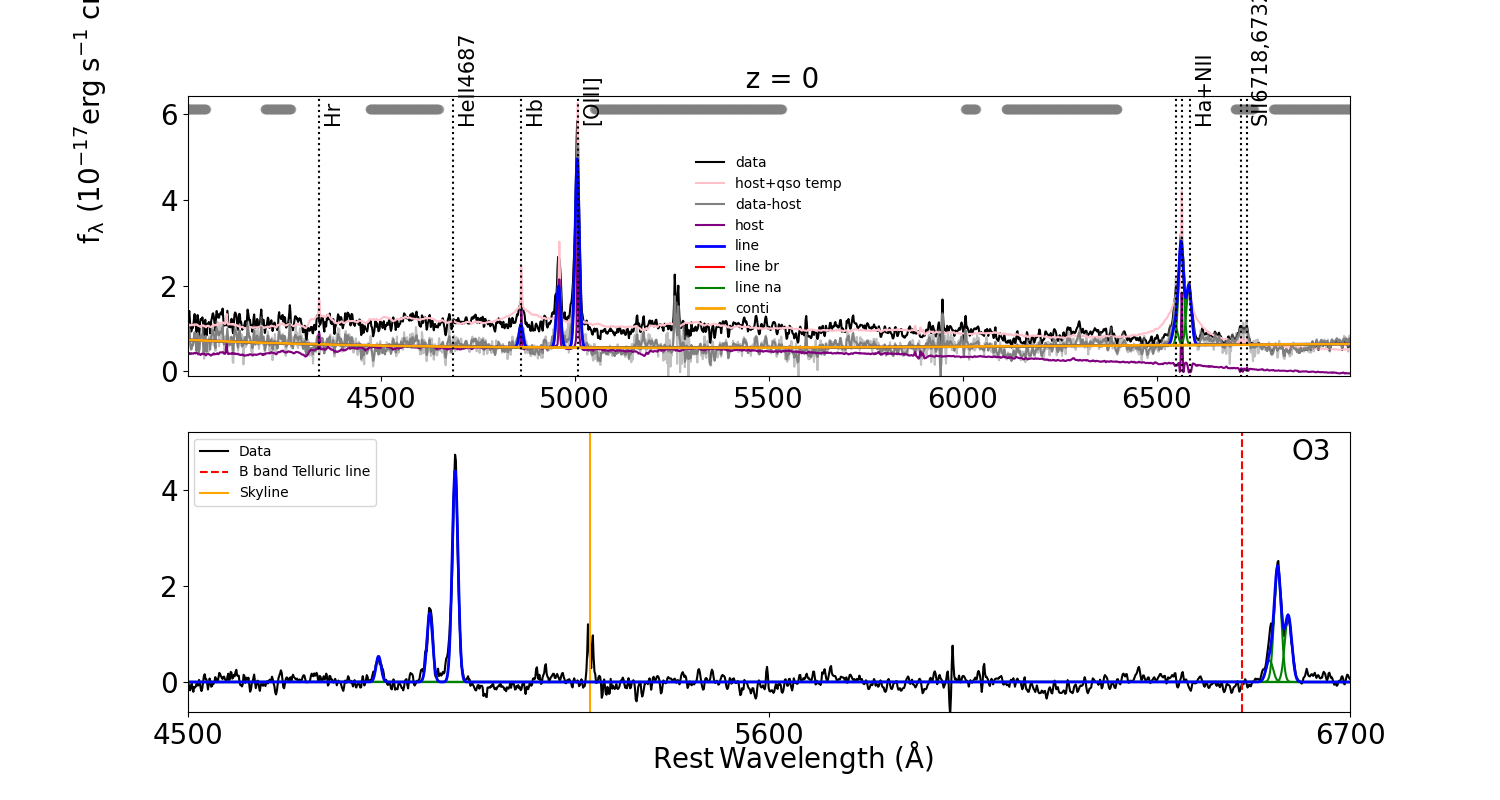 z = 0
f_λ (10^−17 erg s^−1 c
Hr
HeII4687
Hb
[OIII]
Ha+NII
SII6718,673
6
4
2
0
data
host+qso temp
data-host
host
line
line br
line na
conti
4500 5000 5500 6000 6500
O3
Data
B band Telluric line
Skyline
4
2
0
4500 5600 6700
Rest Wavelength (Å)